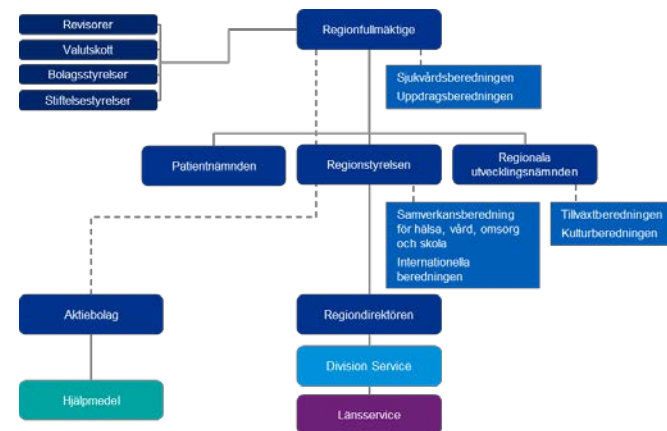 Revisorer
Valutskott
Bolagsstyrelser
Stiftelsestyrelser
Regionfullmäktige
Sjukvårdsberedningen
Uppdragsberedningen
Patientnämnden
Regionstyrelsen
Regionala
utvecklingsnämnden
Samverkansberedning
för hälsa, vård, omsorg
och skola
Internationella
beredningen
Tillväxtberedningen
Kulturberedningen
Aktiebolag
Regiondirektören
Division Service
Hjälpmedel
Länsservice